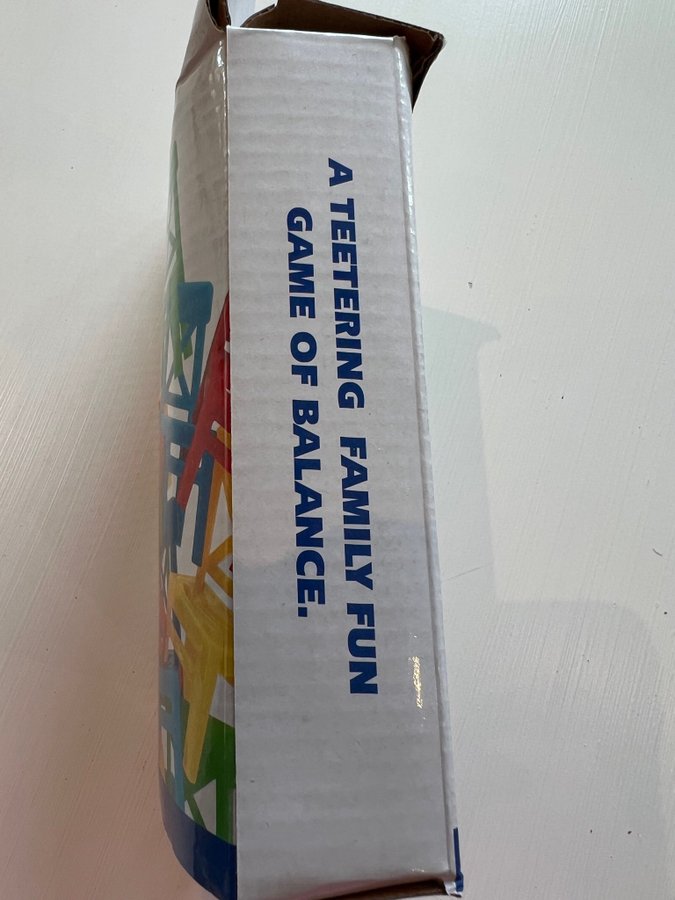 A TEETERING FAMILY FUN
GAME OF BALANCE.